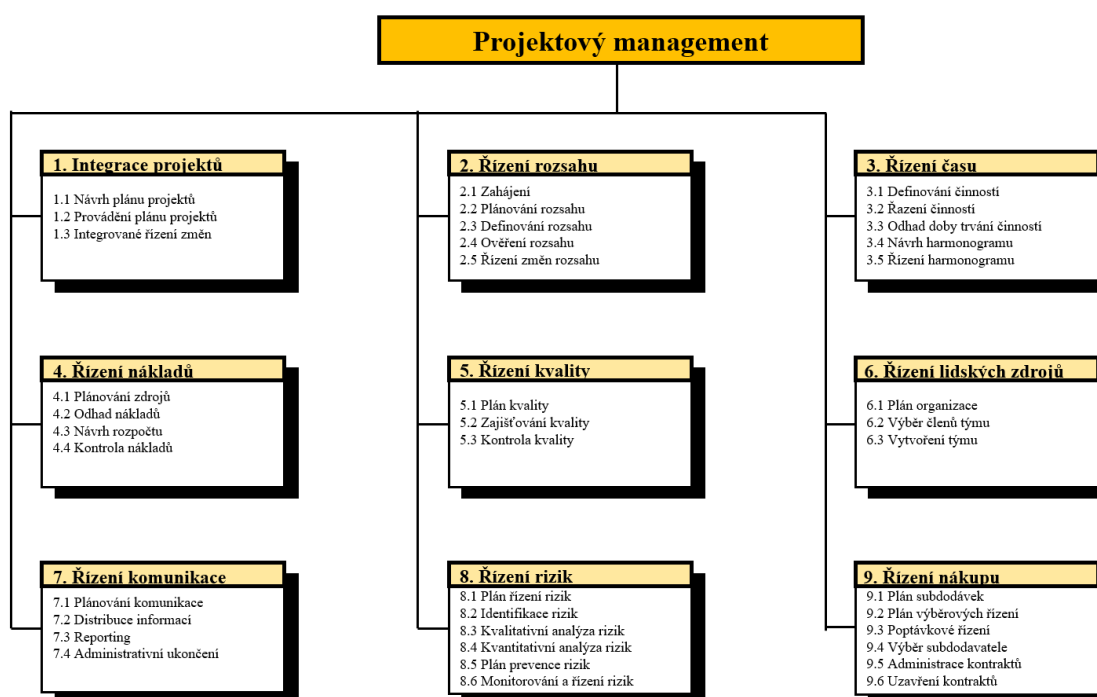 Projektový management
1. Integrace projektů
1.1 Návrh plánu projektů
1.2 Provádění plánu projektů
1.3 Integrované řízení změn
2. Řízení rozsahu
2.1 Zahájení
2.2 Plánování rozsahu
2.3 Definování rozsahu
2.4 Ověření rozsahu
2.5 Řízení změn rozsahu
3. Řízení času
3.1 Definování činností
3.2 Řazení činností
3.3 Odhad doby trvání činností
3.4 Návrh harmonogramu
3.5 Řízení harmonogramu
4. Řízení nákladů
4.1 Plánování zdrojů
4.2 Odhad nákladů
4.3 Návrh rozpočtu
4.4 Kontrola nákladů
5. Řízení kvality
5.1 Plán kvality
5.2 Zajišťování kvality
5.3 Kontrola kvality
6. Řízení lidských zdrojů
6.1 Plán organizace
6.2 Výběr členů týmu
6.3 Vytvoření týmu
7. Řízení komunikace
7.1 Plánování komunikace
7.2 Distribuce informací
7.3 Reporting
7.4 Administrativní ukončení
8. Řízení rizik
8.1 Plán řízení rizik
8.2 Identifikace rizik
8.3 Kvalitativní analýza rizik
8.4 Kvantitativní analýza rizik
8.5 Plán prevence rizik
8.6 Monitorování a řízení rizik
9. Řízení nákupu
9.1 Plán subdodávek
9.2 Plán výběrových řízení
9.3 Poptávkové řízení
9.4 Výběr subdodavatele
9.5 Administrace kontraktů
9.6 Uzavření kontraktů